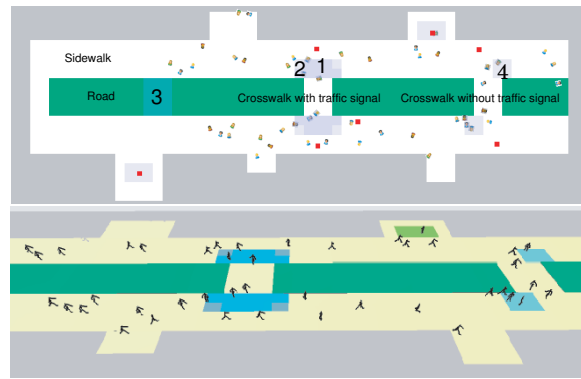 Sidewalk
2 1
4
Road
3
Crosswalk with traffic signal
Crosswalk without traffic signal